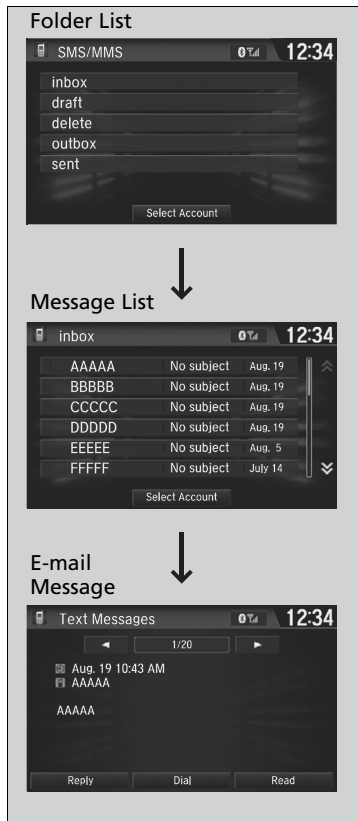 Folder List
SMS/MMS 12:34
inbox
draft
delete
outbox
sent
Select Account
Message List
inbox 12:34
AAAAA No subject Aug. 19
BBBBB No subject Aug. 19
CCCCC No subject Aug. 19
DDDDD No subject Aug. 19
EEEEE No subject Aug. 5
FFFFF No subject July 14
Select Account
E-mail
Message
Text Messages 12:34
1/20
Aug. 19 10:43 AM
AAAAA
AAAAA
Reply Dial Read